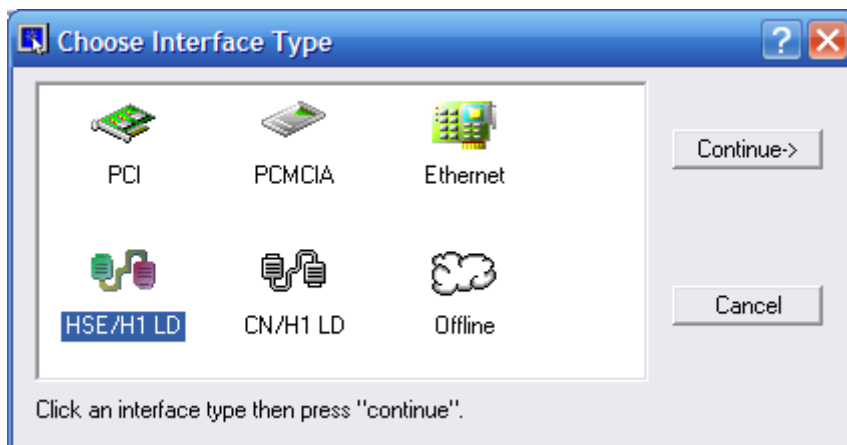 Choose Interface Type
PCI PCMCIA Ethernet
Continue->
HSE/H1 LD CN/H1 LD Offline
Cancel
Click an interface type then press "continue".